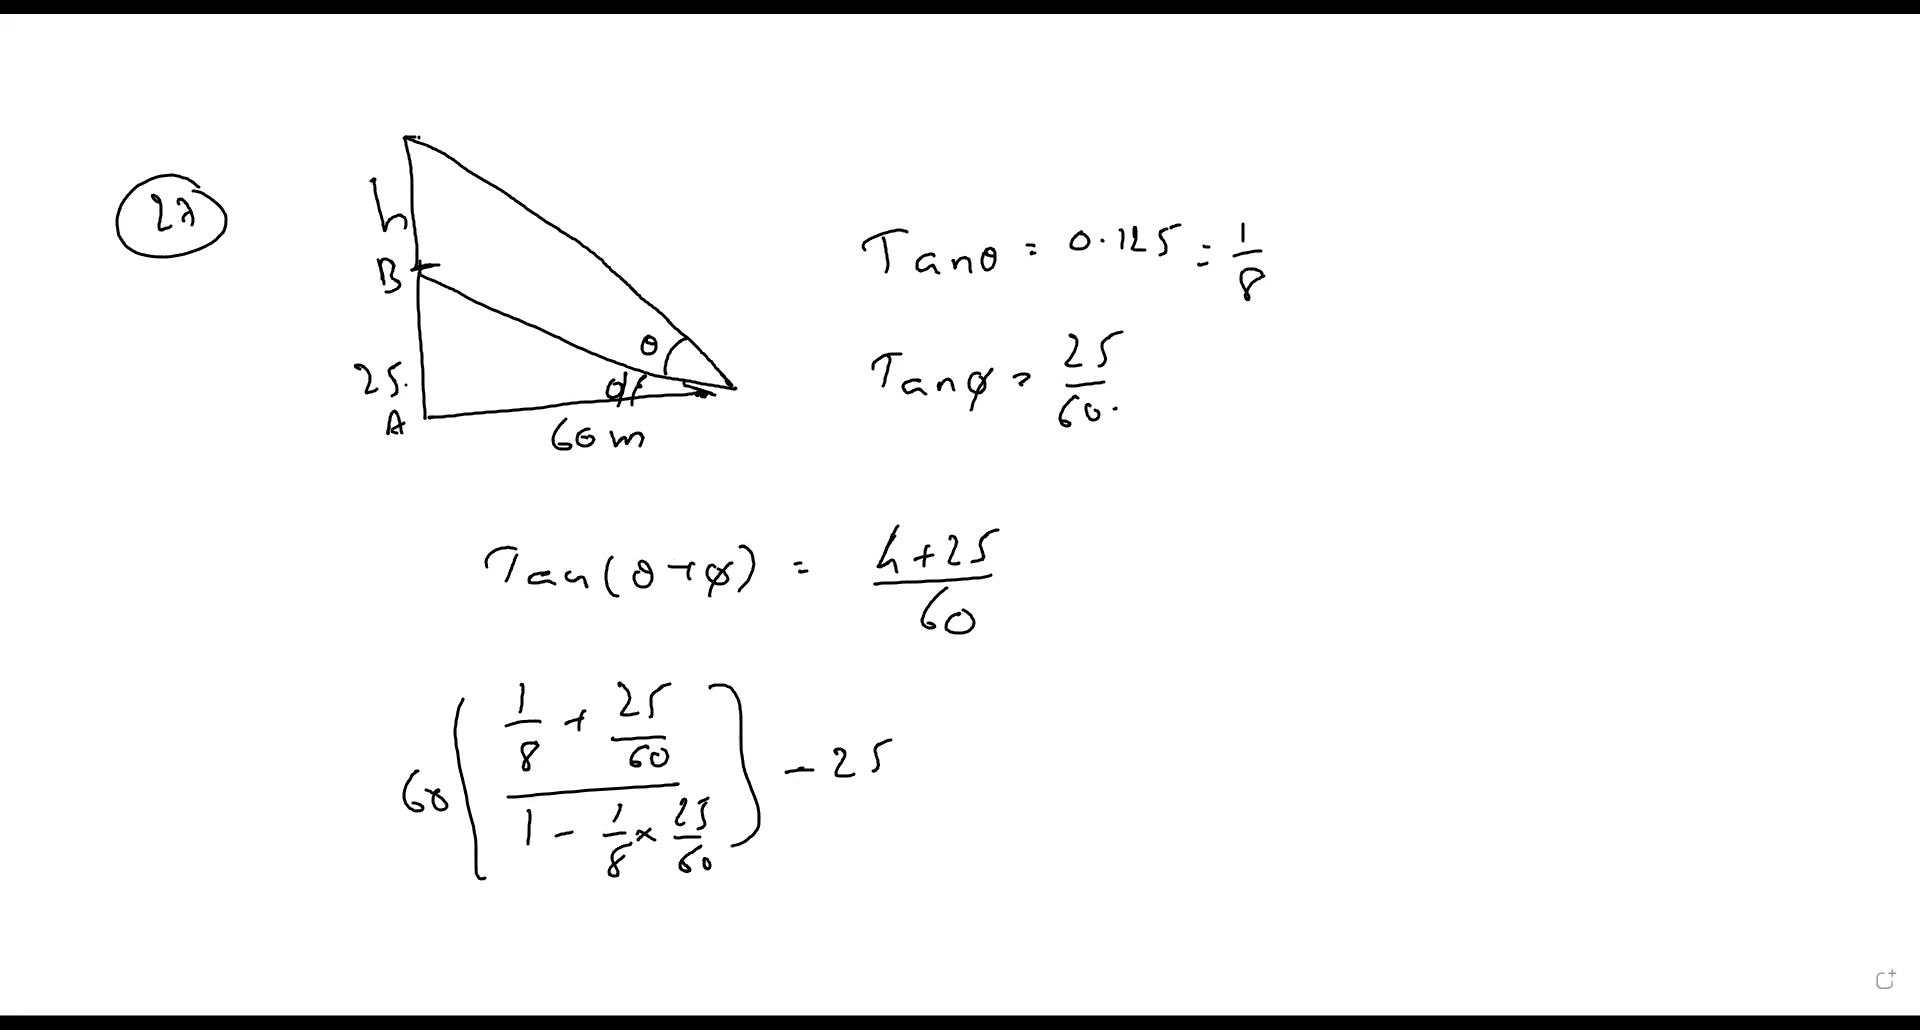 27
h
B
θ
25.
ϕ
A
60 m
Tanθ = 0.125 = 1/8
Tanϕ = 25/60.
Tan(θ+ϕ) = (h+25)/60
60 ( (1/8 + 25/60) / (1 - 1/8 × 25/60) ) - 25